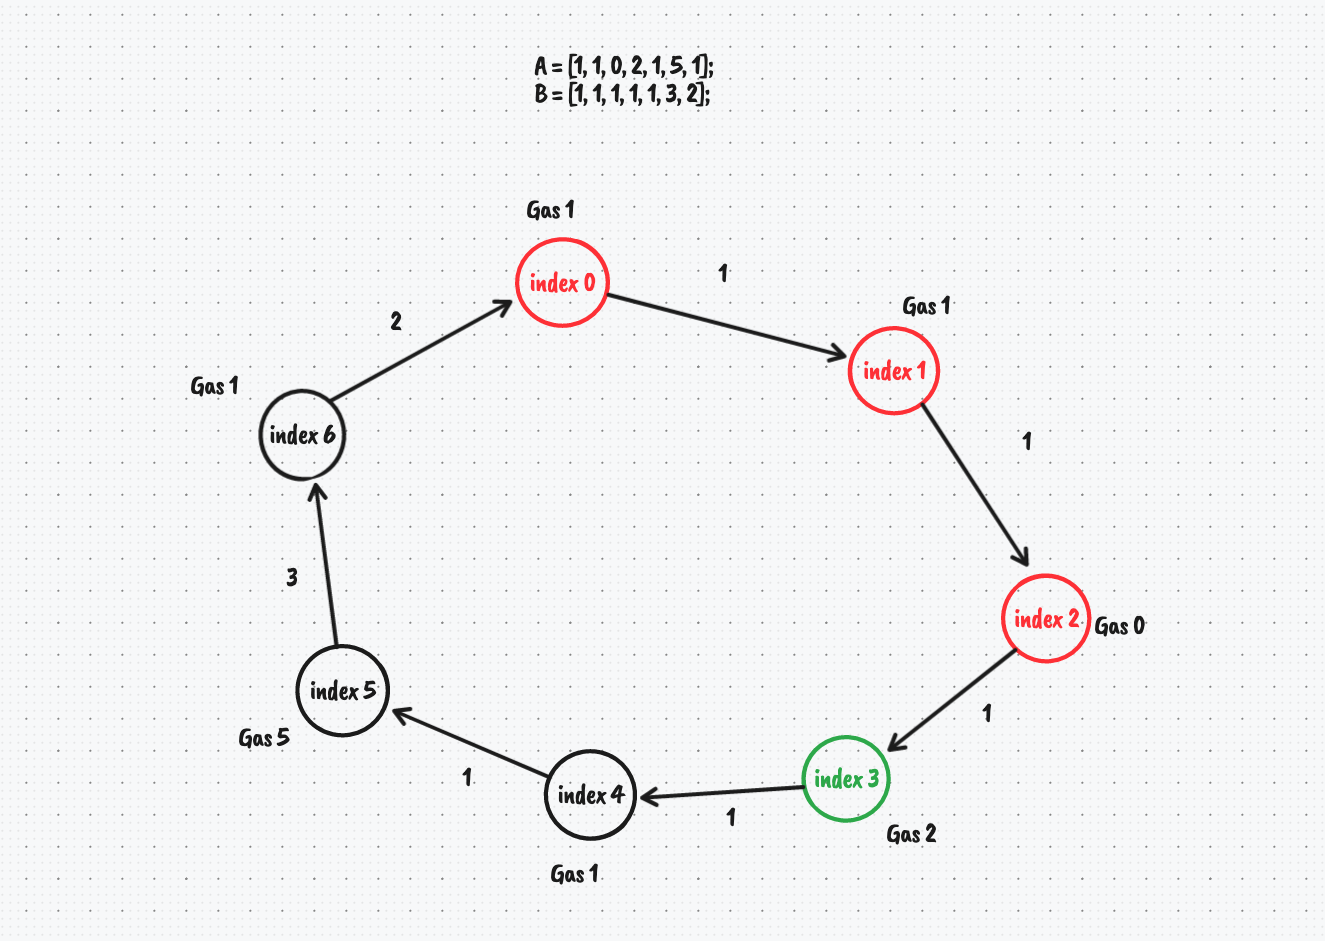 A = [1, 1, 0, 2, 1, 5, 1];
B = [1, 1, 1, 1, 1, 3, 2];
Gas 1
index 0
1
Gas 1
index 1
2
Gas 1
index 6
1
3
index 2
Gas 0
index 5
Gas 5
1
1
index 3
index 4
1
Gas 2
Gas 1